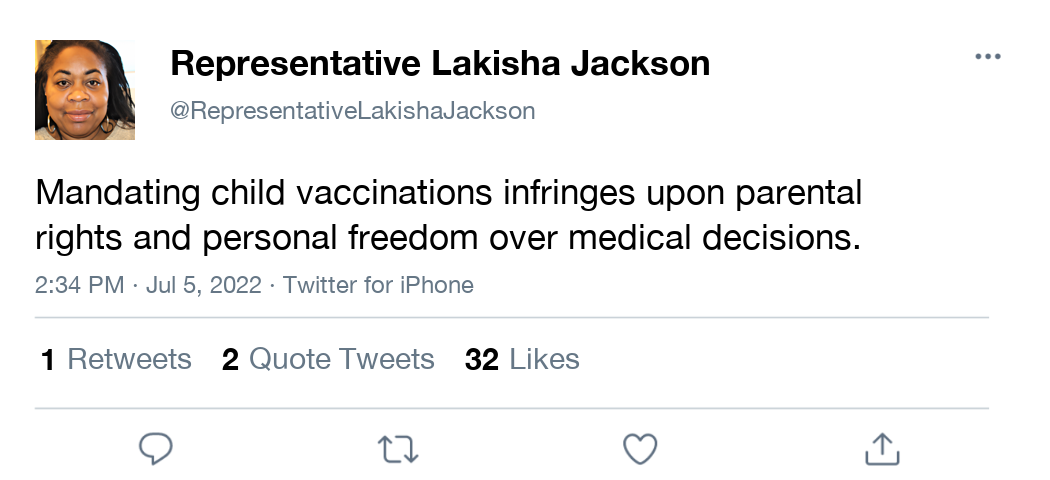 Representative Lakisha Jackson
@RepresentativeLakishaJackson
Mandating child vaccinations infringes upon parental
rights and personal freedom over medical decisions.
2:34 PM · Jul 5, 2022 · Twitter for iPhone
1 Retweets 2 Quote Tweets 32 Likes